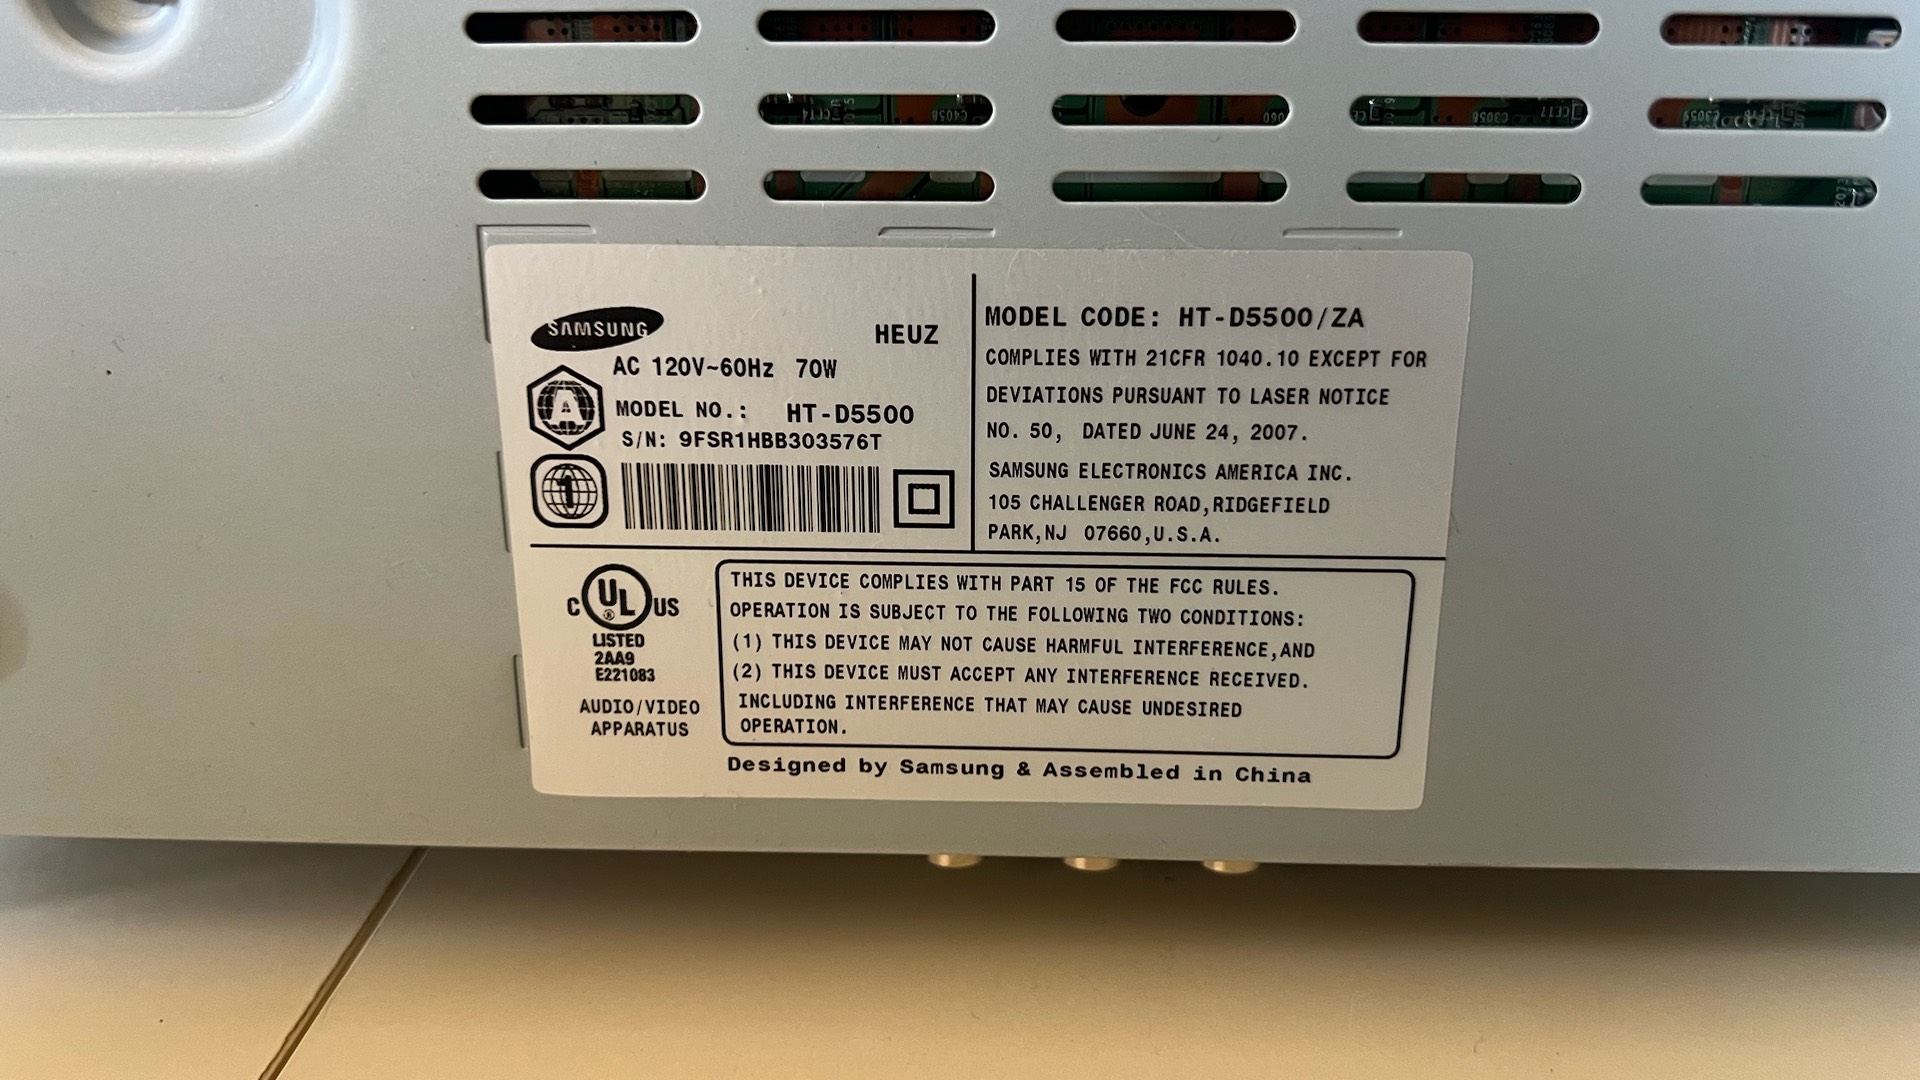 SAMSUNG
HEUZ
AC 120V~60Hz 70W
A
MODEL NO.: HT-D5500
S/N: 9FSR1HBB303576T
1
MODEL CODE: HT-D5500/ZA
COMPLIES WITH 21CFR 1040.10 EXCEPT FOR
DEVIATIONS PURSUANT TO LASER NOTICE
NO. 50, DATED JUNE 24, 2007.
SAMSUNG ELECTRONICS AMERICA INC.
105 CHALLENGER ROAD,RIDGEFIELD
PARK,NJ 07660,U.S.A.
C UL® US
LISTED
2AA9
E221083
AUDIO/VIDEO
APPARATUS
THIS DEVICE COMPLIES WITH PART 15 OF THE FCC RULES.
OPERATION IS SUBJECT TO THE FOLLOWING TWO CONDITIONS:
(1) THIS DEVICE MAY NOT CAUSE HARMFUL INTERFERENCE,AND
(2) THIS DEVICE MUST ACCEPT ANY INTERFERENCE RECEIVED.
INCLUDING INTERFERENCE THAT MAY CAUSE UNDESIRED
OPERATION.
Designed by Samsung & Assembled in China